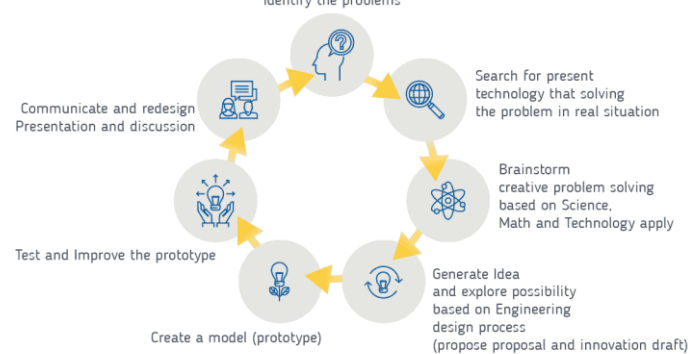 Identify the problems
Search for present
technology that solving
the problem in real situation
Brainstorm
creative problem solving
based on Science,
Math and Technology apply
Generate Idea
and explore possibility
based on Engineering
design process
(propose proposal and innovation draft)
Create a model (prototype)
Test and Improve the prototype
Communicate and redesign
Presentation and discussion